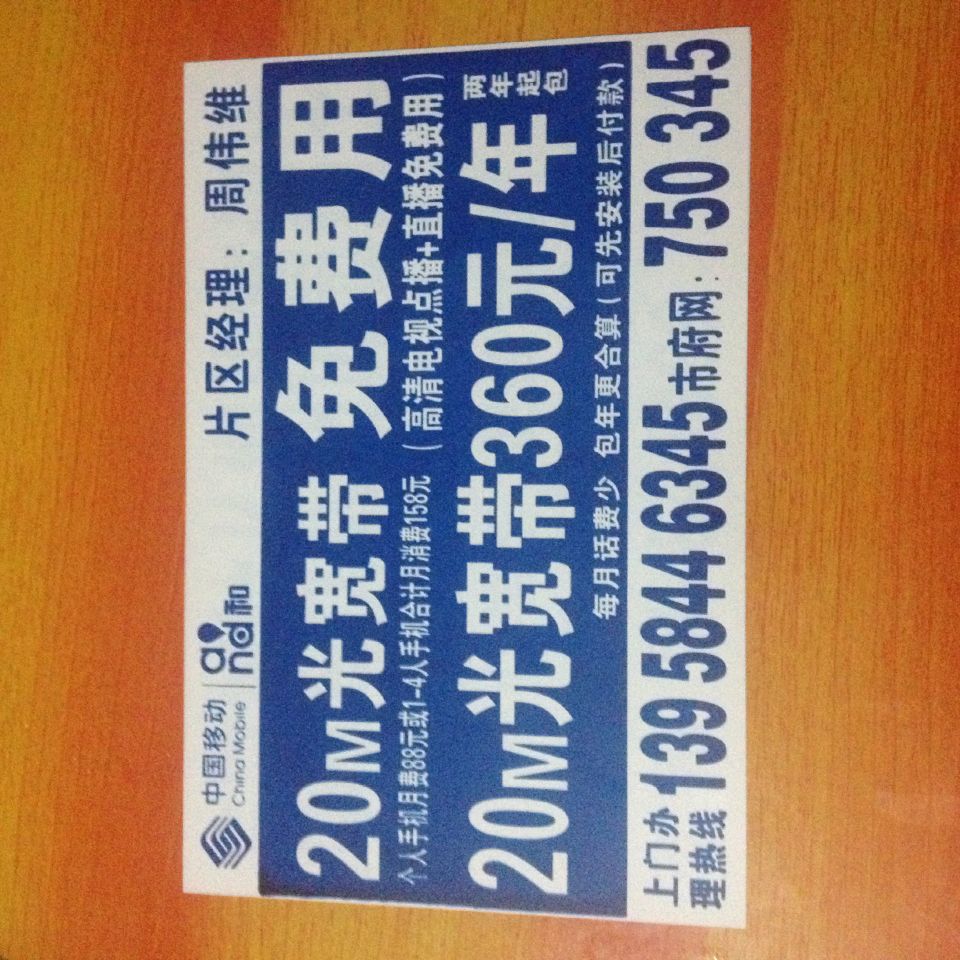 中国移动 China Mobile and和 片区经理：周伟维
20M光宽带 免费用
个人手机月费88元或1-4人手机合计月消费158元（高清电视点播+直播免费用）
20M光宽带360元/年 两年起包
每月话费少 包年更合算（可先安装后付款）
上门办理热线 139 5844 6345 市府网：750 345